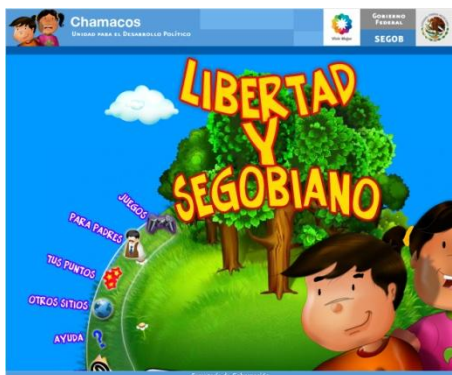 Chamacos
UNIDAD PARA EL DESARROLLO POLÍTICO
Vivir Mejor
GOBIERNO
FEDERAL
SEGOB
LIBERTAD
Y
SEGOBIANO
JUEGOS
PARA PADRES
TUS PUNTOS
OTROS SITIOS
AYUDA